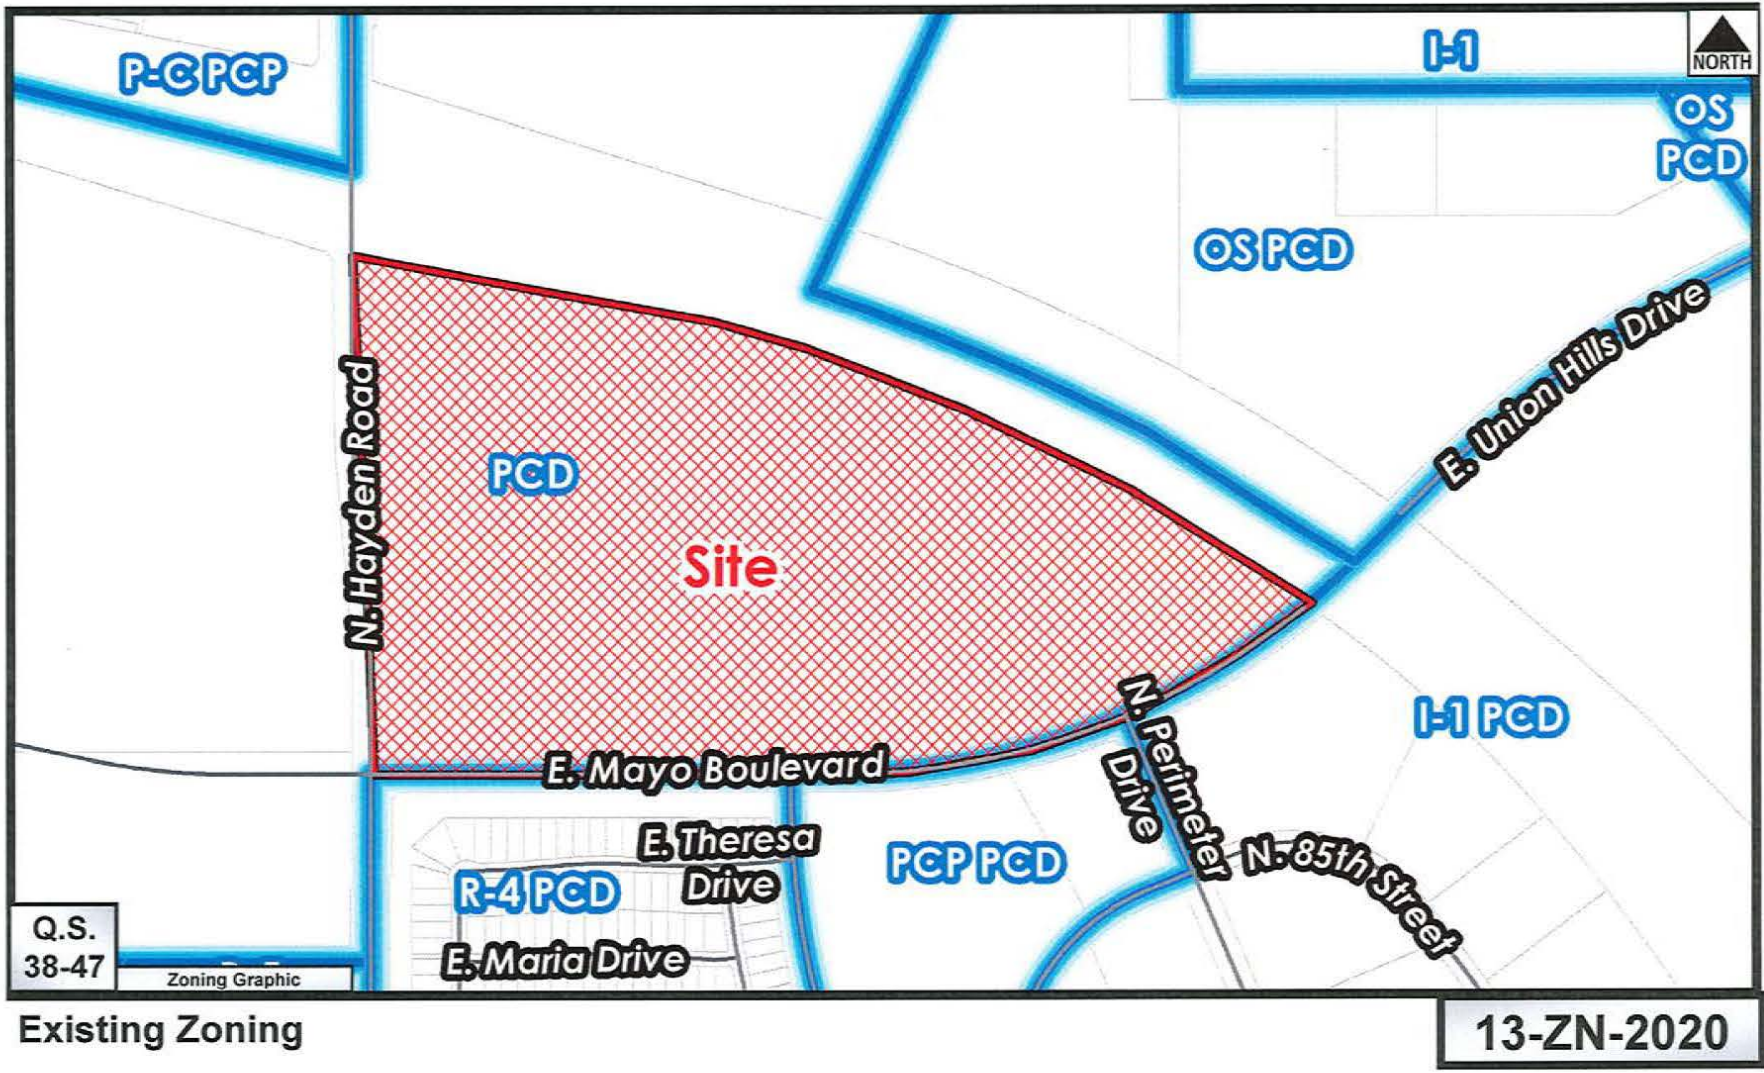 P-C PCP
I-1
NORTH
OS
PCD
OS PCD
E. Union Hills Drive
N. Hayden Road
PCD
Site
N. Perimeter
Drive
I-1 PCD
E. Mayo Boulevard
E. Theresa
Drive
PCP PCD
N. 85th Street
R-4 PCD
E. Maria Drive
Q.S.
38-47
Zoning Graphic
Existing Zoning
13-ZN-2020